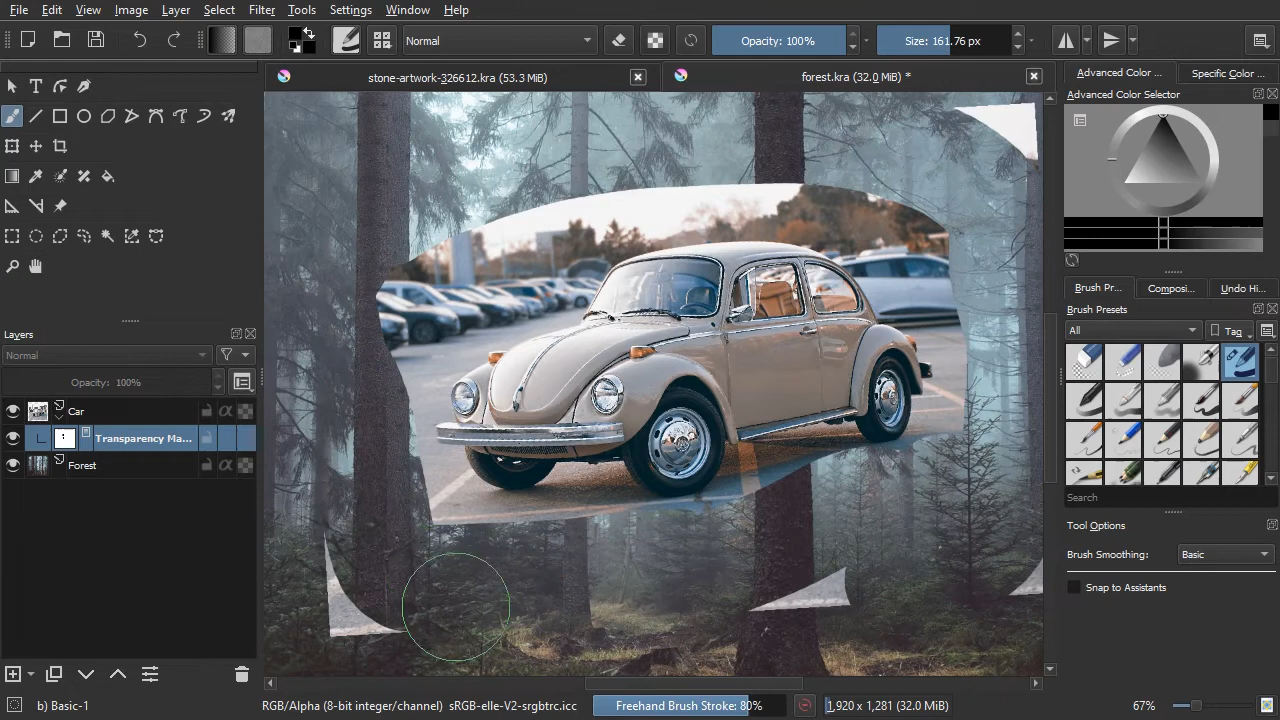 File Edit View Image Layer Select Filter Tools Settings Window Help
Normal Opacity: 100% Size: 161.76 px
stone-artwork-326612.kra (53.3 MiB)
forest.kra (32.0 MiB) *
Advanced Color ... Specific Color ...
Advanced Color Selector
Brush Pr... Composi... Undo Hi...
Brush Presets
All Tag
Search
Tool Options
Brush Smoothing: Basic
Snap to Assistants
Layers
Normal
Opacity: 100%
Car
Transparency Ma...
Forest
b) Basic-1
RGB/Alpha (8-bit integer/channel) sRGB-elle-V2-srgbtrc.icc
Freehand Brush Stroke: 80%
1,920 x 1,281 (32.0 MiB)
67%